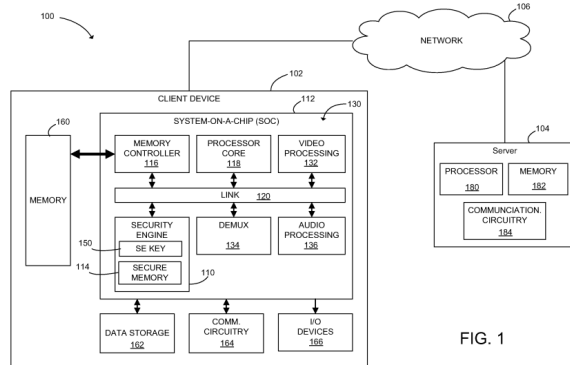 100
106
NETWORK
102
CLIENT DEVICE
112
130
SYSTEM-ON-A-CHIP (SOC)
160
MEMORY
MEMORY
CONTROLLER
116
PROCESSOR
CORE
118
VIDEO
PROCESSING
132
LINK 120
SECURITY
ENGINE
150
SE KEY
114
SECURE
MEMORY
110
DEMUX
134
AUDIO
PROCESSING
136
DATA STORAGE
162
COMM.
CIRCUITRY
164
I/O
DEVICES
166
104
Server
PROCESSOR
180
MEMORY
182
COMMUNCIATION.
CIRCUITRY
184
FIG. 1